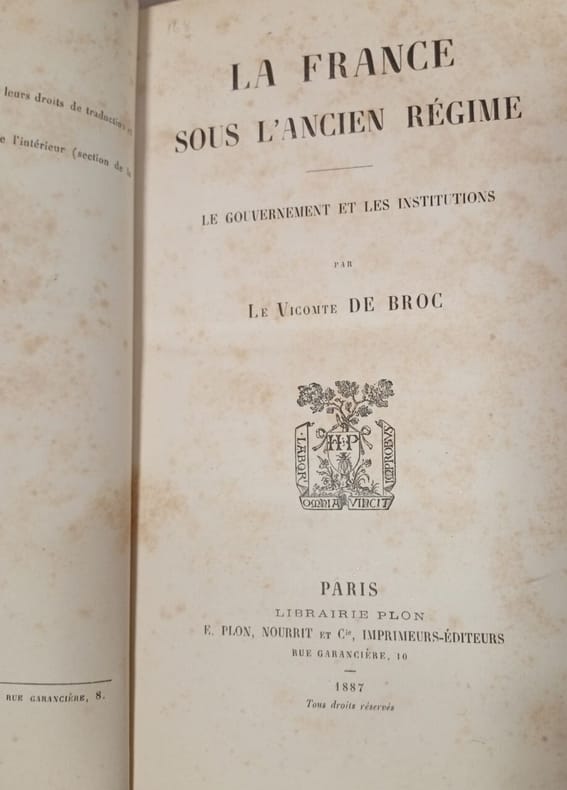 leurs droits de traduction et
e l'intérieur (section de la
RUE GARANCIÈRE, 8.
LA FRANCE
SOUS L'ANCIEN RÉGIME
LE GOUVERNEMENT ET LES INSTITUTIONS
PAR
LE VICOMTE DE BROC
LABOR
H P
IMPROBUS
OMNIA VINCIT
PARIS
LIBRAIRIE PLON
E. PLON, NOURRIT ET Cie, IMPRIMEURS-ÉDITEURS
RUE GARANCIÈRE, 10
1887
Tous droits réservés